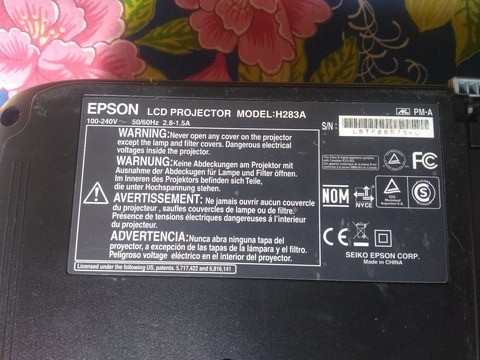 EPSON LCD PROJECTOR MODEL:H283A
100-240V~ 50/60Hz 2.8-1.5A
PM-A
S/N:
WARNING:Never open any cover on the projector
except the lamp and filter covers. Dangerous electrical
voltages inside the projector.
WARNUNG:Keine Abdeckungen am Projektor mit
Ausnahme der Abdeckungen für Lampe und Filter öffnen.
Im Inneren des Projektors befinden sich Teile,
die unter Hochspannung stehen.
AVERTISSEMENT: Ne jamais ouvrir aucun couvercle
du projecteur, saufles couvercles de lampe ou de filtre.
Présence de tensions électriques dangereuses á l'imterieur
du projecteur.
ADVERTENCIA:Nunca abra ninguna tapa del
projector, a excepción de las tapas de la lámpara y el filtro.
Peligroso voltage eléctrico en el interior del proyector.
Licensed under the following US. patents. 5,717,422 and 6,816,141
FC
NOM
NYCE
TÜV
S
CE
SEIKO EPSON CORP.
Made in CHINA